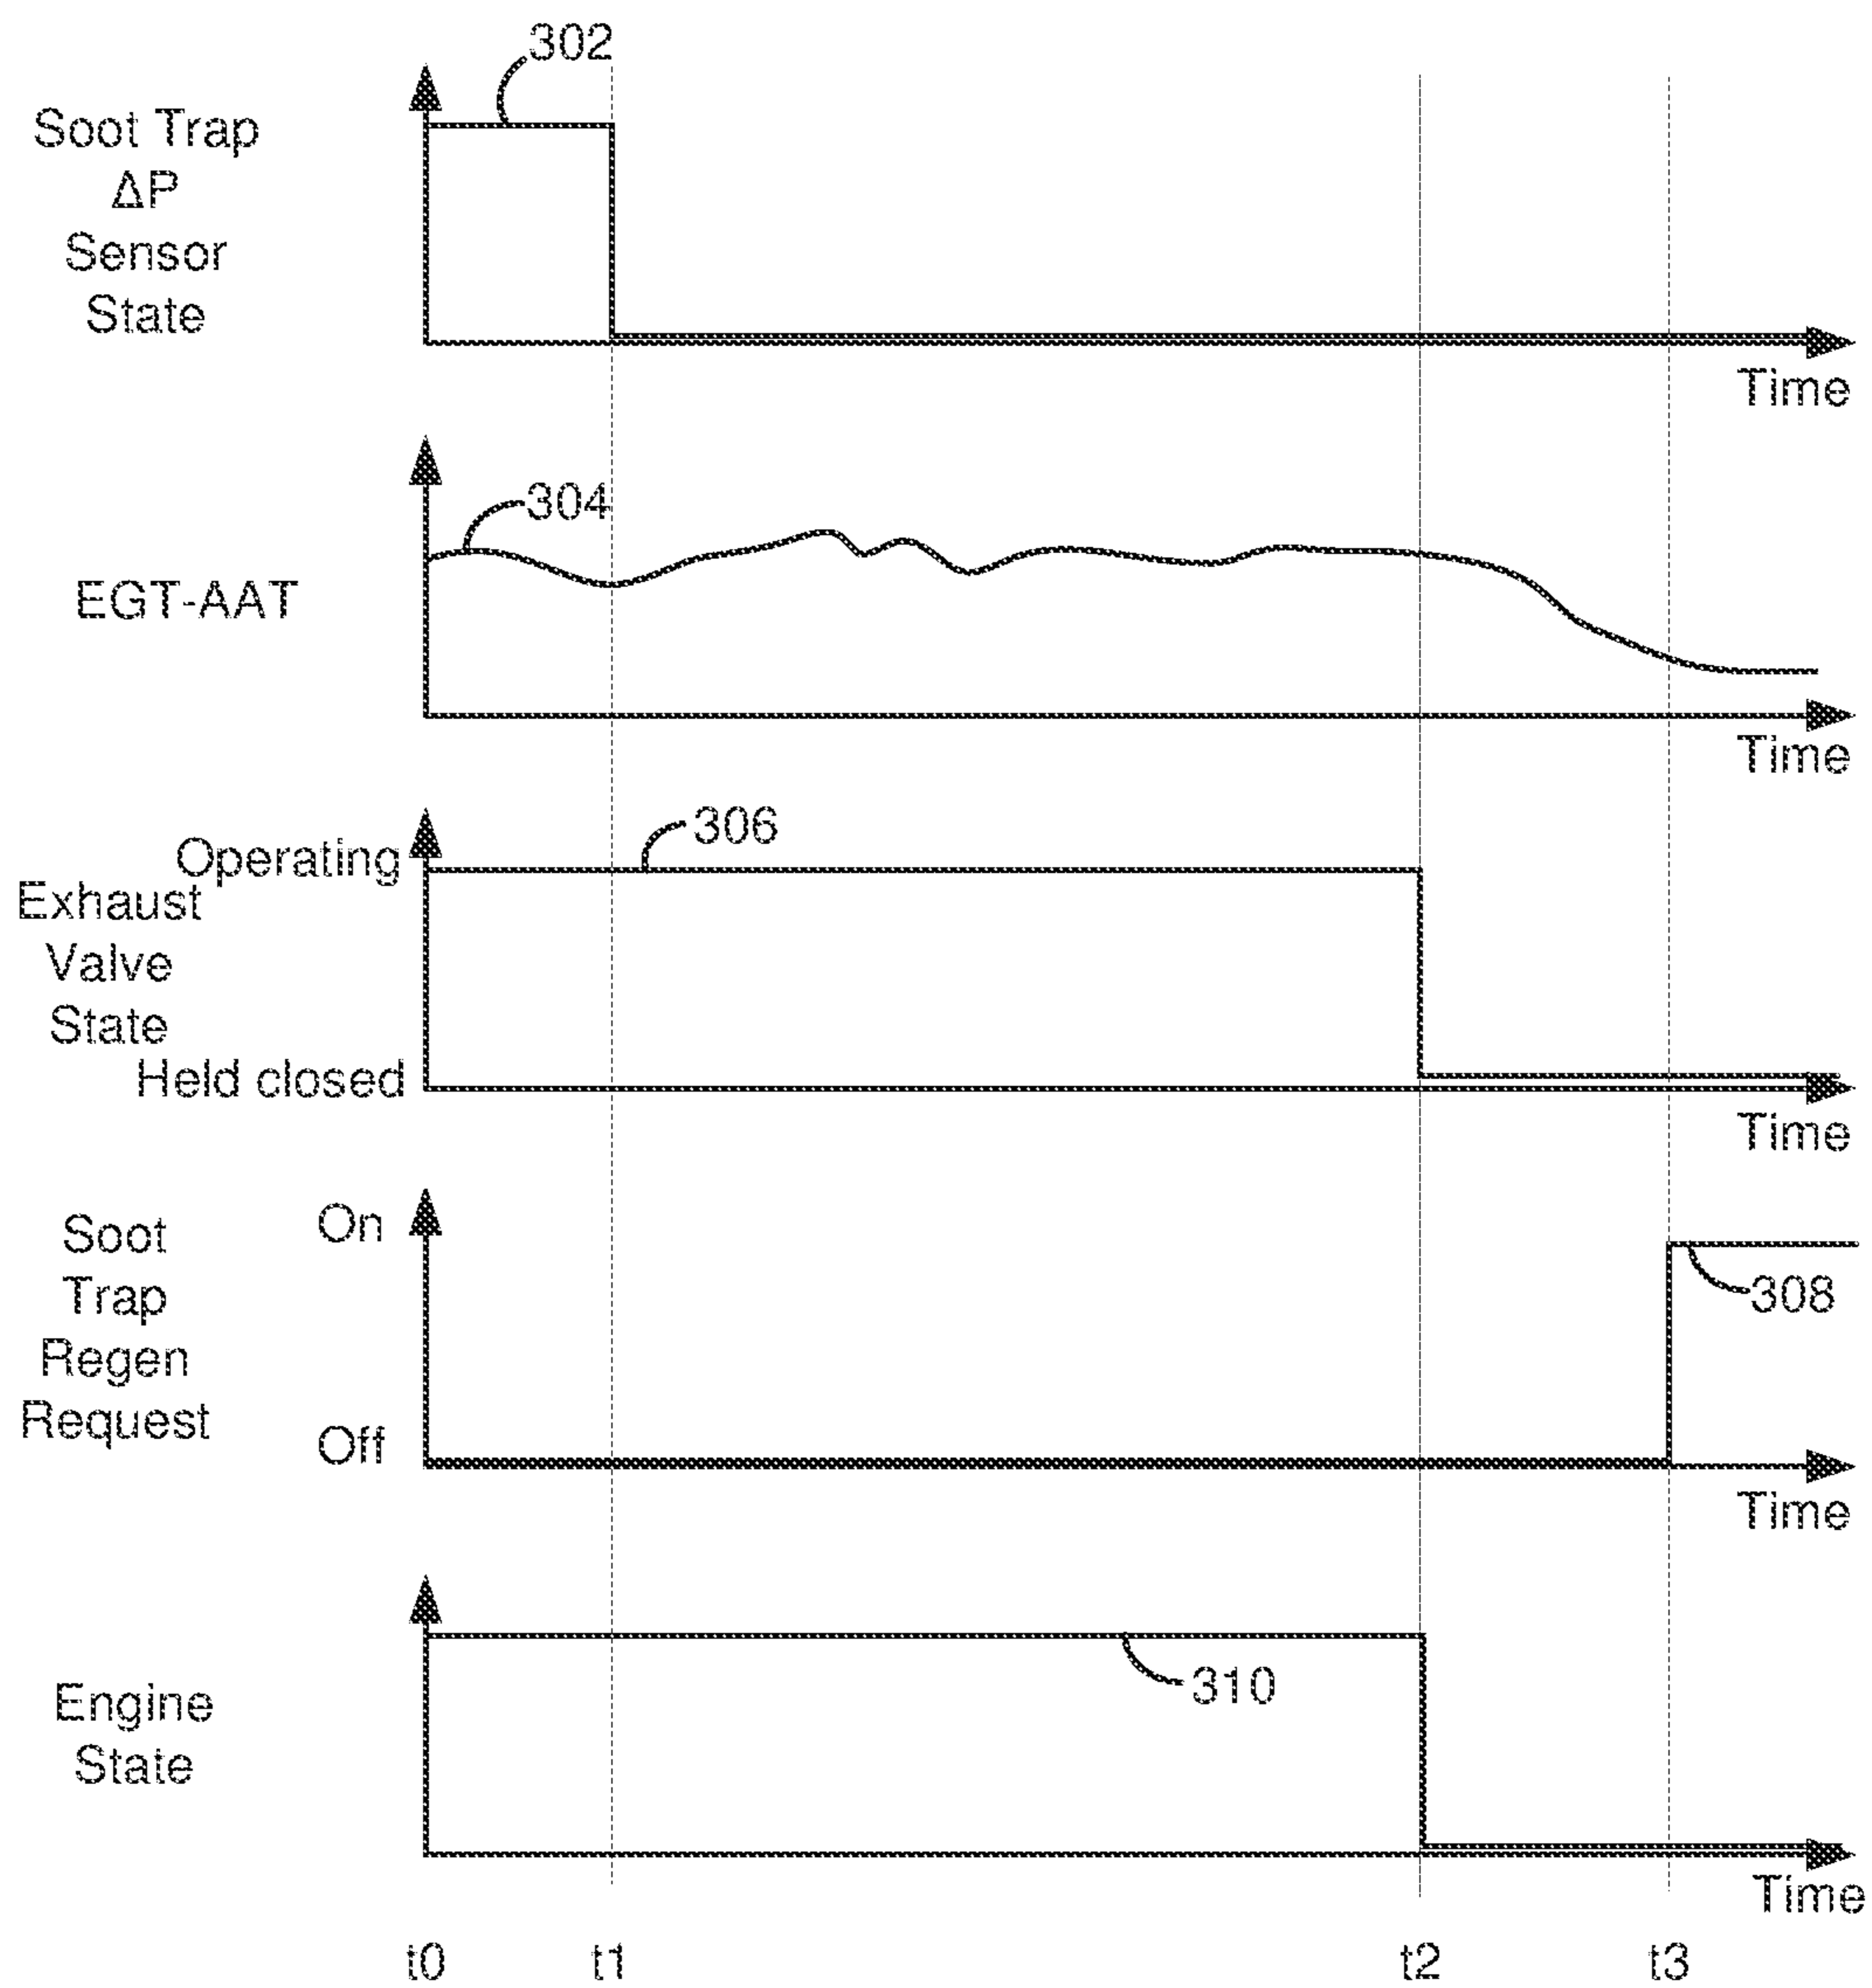 302
Soot Trap
ΔP
Sensor
State
Time
304
EGT-AAT
Time
306
Operating
Exhaust
Valve
State
Held closed
Time
On
Soot
Trap
Regen
Request
308
Off
Time
310
Engine
State
Time
t0 t1 t2 t3